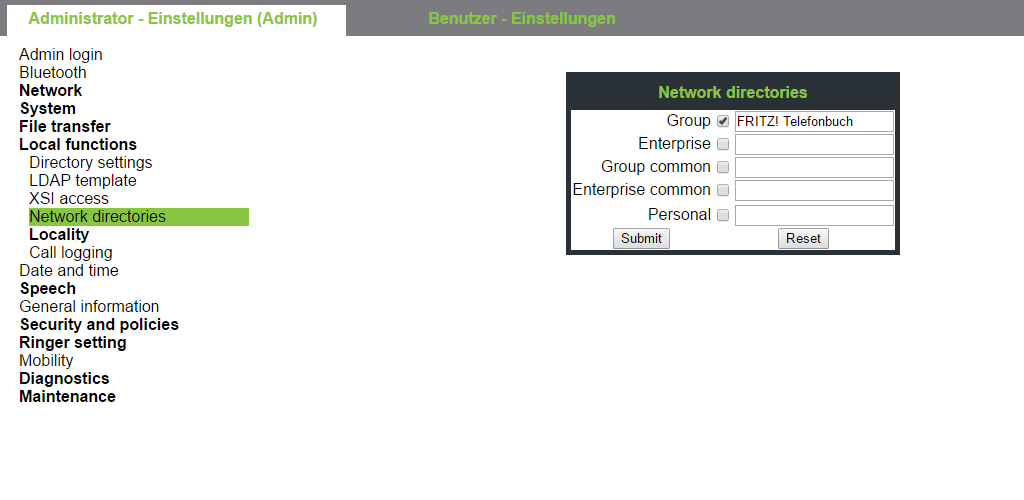 Administrator - Einstellungen (Admin)
Benutzer - Einstellungen
Admin login
Bluetooth
Network
System
File transfer
Local functions
Directory settings
LDAP template
XSI access
Network directories
Locality
Call logging
Date and time
Speech
General information
Security and policies
Ringer setting
Mobility
Diagnostics
Maintenance
Network directories
Group FRITZ! Telefonbuch
Enterprise
Group common
Enterprise common
Personal
Submit Reset